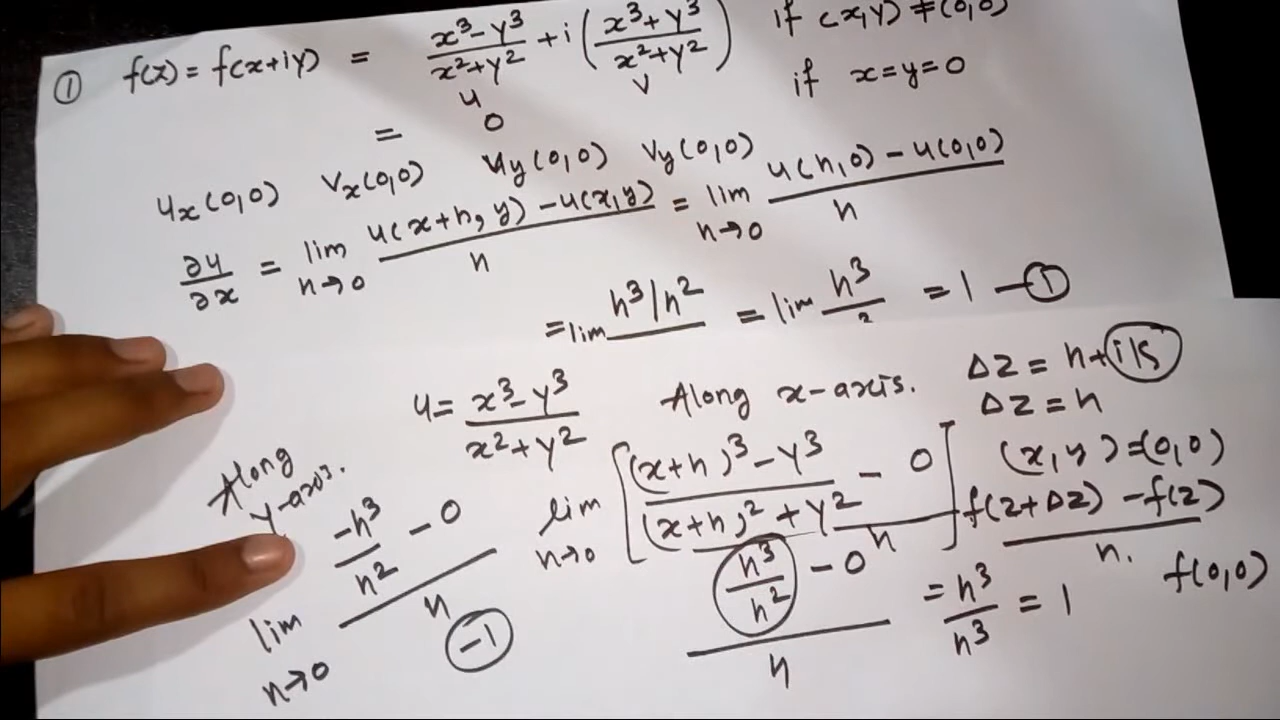 ① f(z) = f(x+iy) = x³-y³/x²+y² + i(x³+y³/x²+y²) if (x,y) ≠ (0,0)
u v
= 0 if x=y=0
ux(0,0) vx(0,0) uy(0,0) vy(0,0)
∂u/∂x = lim h→0 u(x+h, y) - u(x,y)/h = lim h→0 u(h,0) - u(0,0)/h
= lim h³/h² = lim h³/ = 1 — ①
u = x³-y³/x²+y² Along x-axis. Δz = h+ik
Δz = h
Along y-axis.
lim h→0 -h³/h² - 0/h
-1
lim h→0 [(x+h)³-y³/(x+h)²+y² - 0/h]
(x,y)=(0,0)
f(z+Δz) - f(z)/h.
h³/h² - 0/h = h³/h³ = 1
f(0,0)